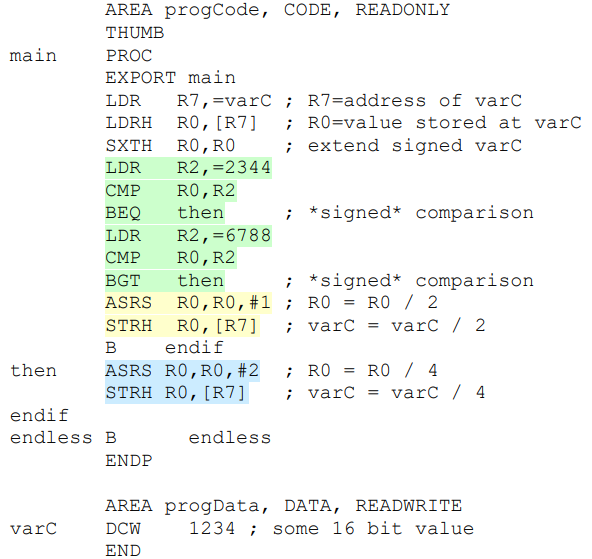 AREA progCode, CODE, READONLY
THUMB
main PROC
EXPORT main
LDR R7,=varC ; R7=address of varC
LDRH R0,[R7] ; R0=value stored at varC
SXTH R0,R0 ; extend signed varC
LDR R2,=2344
CMP R0,R2
BEQ then ; *signed* comparison
LDR R2,=6788
CMP R0,R2
BGT then ; *signed* comparison
ASRS R0,R0,#1 ; R0 = R0 / 2
STRH R0,[R7] ; varC = varC / 2
B endif
then ASRS R0,R0,#2 ; R0 = R0 / 4
STRH R0,[R7] ; varC = varC / 4
endif
endless B endless
ENDP
AREA progData, DATA, READWRITE
varC DCW 1234 ; some 16 bit value
END